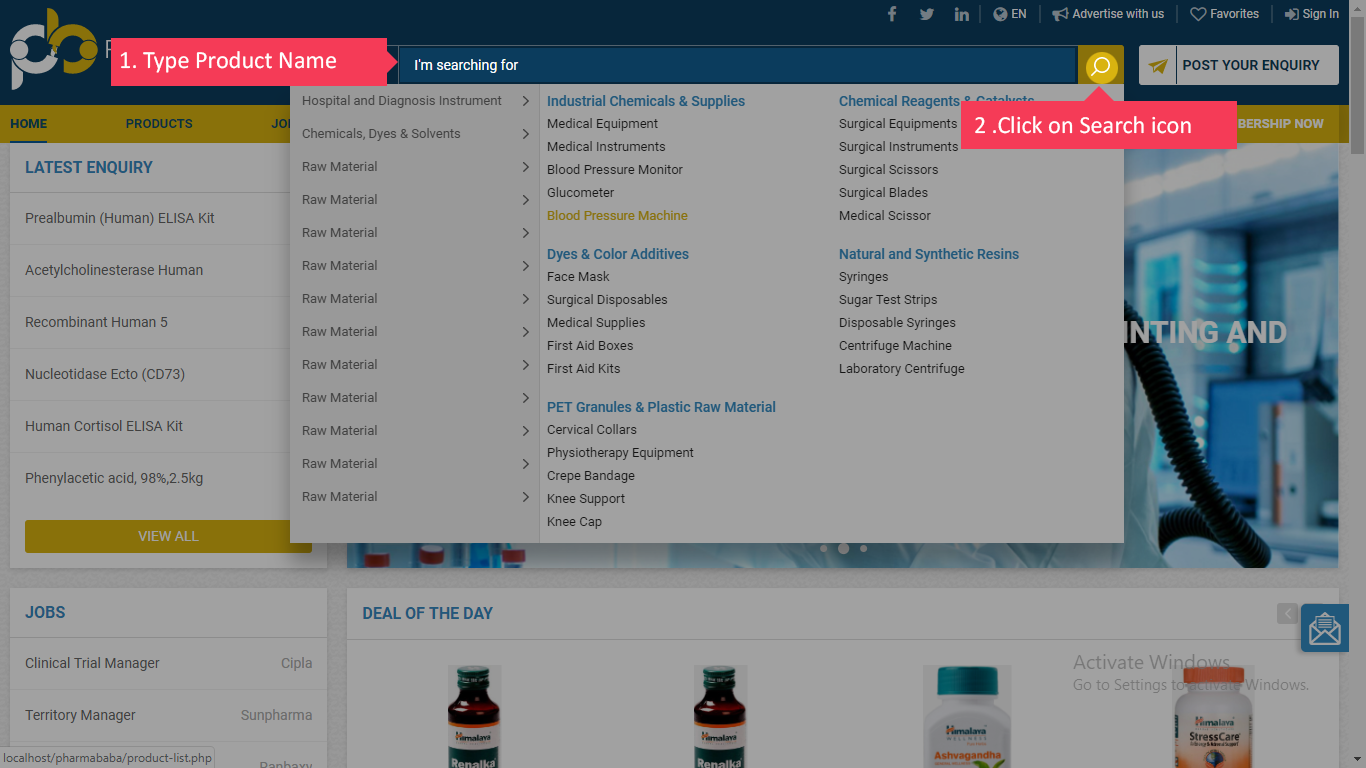 EN
Advertise with us
Favorites
Sign In
1. Type Product Name
I'm searching for
POST YOUR ENQUIRY
HOME
PRODUCTS
2 .Click on Search icon
LATEST ENQUIRY
Prealbumin (Human) ELISA Kit
Acetylcholinesterase Human
Recombinant Human 5
Nucleotidase Ecto (CD73)
Human Cortisol ELISA Kit
Phenylacetic acid, 98%,2.5kg
VIEW ALL
Hospital and Diagnosis Instrument
Chemicals, Dyes & Solvents
Raw Material
Raw Material
Raw Material
Raw Material
Raw Material
Raw Material
Raw Material
Raw Material
Raw Material
Raw Material
Raw Material
Industrial Chemicals & Supplies
Medical Equipment
Medical Instruments
Blood Pressure Monitor
Glucometer
Blood Pressure Machine
Chemical Reagents & Catalysts
Surgical Equipments
Surgical Instruments
Surgical Scissors
Surgical Blades
Medical Scissor
Dyes & Color Additives
Face Mask
Surgical Disposables
Medical Supplies
First Aid Boxes
First Aid Kits
Natural and Synthetic Resins
Syringes
Sugar Test Strips
Disposable Syringes
Centrifuge Machine
Laboratory Centrifuge
PET Granules & Plastic Raw Material
Cervical Collars
Physiotherapy Equipment
Crepe Bandage
Knee Support
Knee Cap
INTING AND
JOBS
Clinical Trial Manager Cipla
Territory Manager Sunpharma
Ranbaxy
DEAL OF THE DAY
Himalaya
Renalka
Himalaya
Renalka
Himalaya
WELLNESS
Ashvagandha
Himalaya
StressCare
Activate Windows
Go to Settings to activate Windows.
localhost/pharmababa/product-list.php